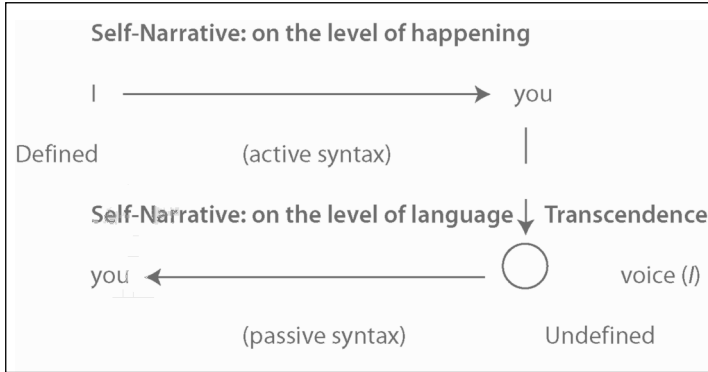 Self-Narrative: on the level of happening
I you
Defined (active syntax)
Self-Narrative: on the level of language Transcendence
you voice (I)
(passive syntax) Undefined